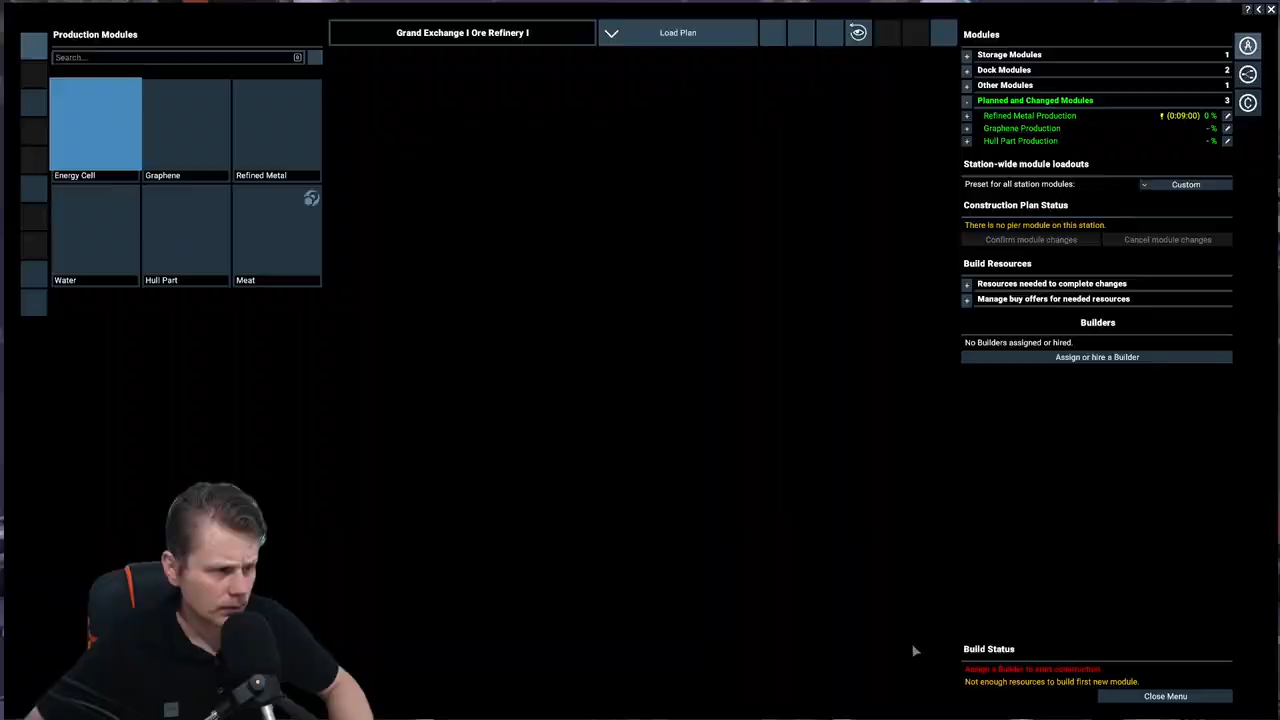 Production Modules
Search...
Energy Cell
Graphene
Refined Metal
Water
Hull Part
Meat
Grand Exchange I Ore Refinery I
Load Plan
Modules
+ Storage Modules 1
+ Dock Modules 2
+ Other Modules 1
- Planned and Changed Modules 3
+ Refined Metal Production (0:09:00) 0 %
+ Graphene Production - %
+ Hull Part Production - %
Station-wide module loadouts
Preset for all station modules: Custom
Construction Plan Status
There is no pier module on this station.
Confirm module changes
Cancel module changes
Build Resources
+ Resources needed to complete changes
+ Manage buy offers for needed resources
Builders
No Builders assigned or hired.
Assign or hire a Builder
Build Status
Assign a Builder to start construction.
Not enough resources to build first new module.
Close Menu